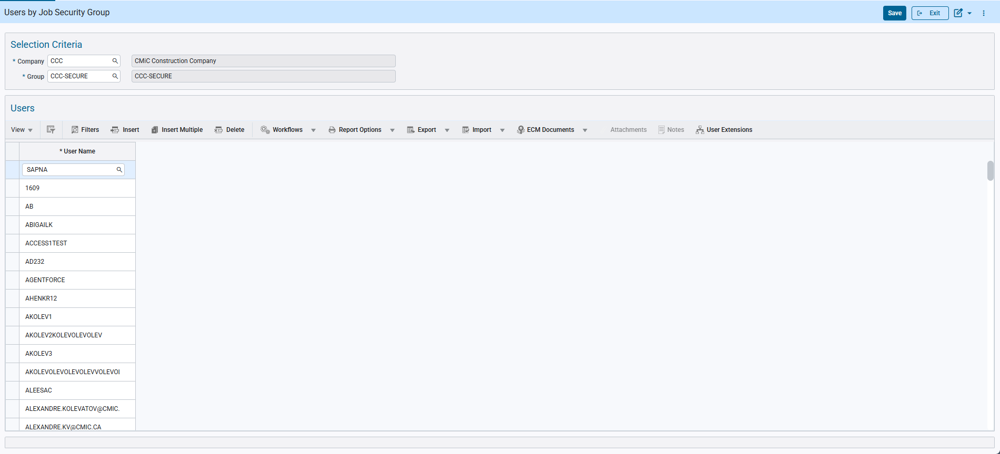 Users by Job Security Group
Save Exit
Selection Criteria
* Company CCC CMiC Construction Company
* Group CCC-SECURE CCC-SECURE
Users
View Filters Insert Insert Multiple Delete Workflows Report Options Export Import ECM Documents Attachments Notes User Extensions
* User Name
SAPNA
1609
AB
ABIGAILK
ACCESS1TEST
AD232
AGENTFORCE
AHENKR12
AKOLEV1
AKOLEV2KOLEVOLEVOLEV
AKOLEV3
AKOLEVOLEVOLEVOLEVVOLEVOI
ALEESAC
ALEXANDRE.KOLEVATOV@CMIC.
ALEXANDRE.KV@CMIC.CA